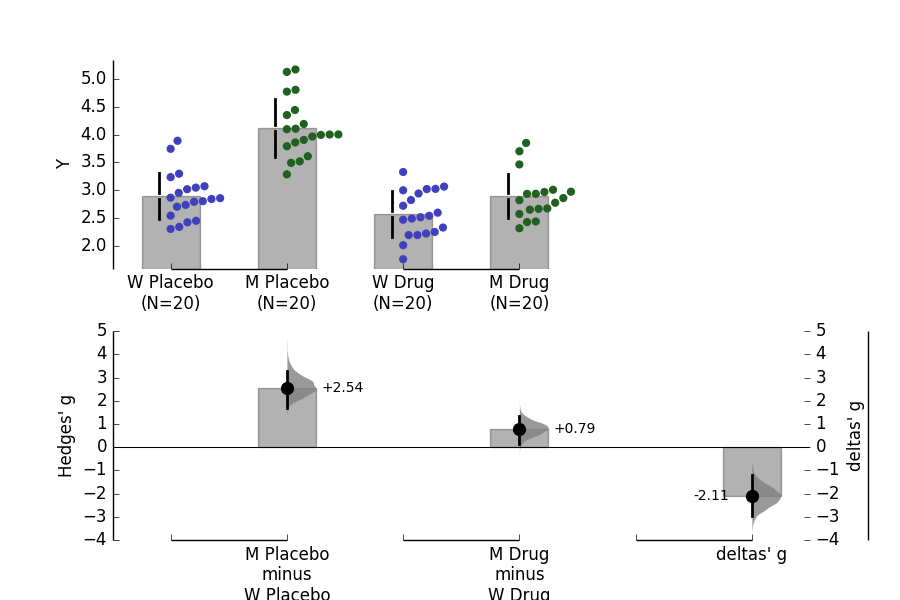 5.0
4.5
4.0
3.5
3.0
2.5
2.0
Y
W Placebo
(N=20)
M Placebo
(N=20)
W Drug
(N=20)
M Drug
(N=20)
5
4
3
2
1
0
−1
−2
−3
−4
Hedges' g
+2.54
+0.79
-2.11
5
4
3
2
1
0
−1
−2
−3
−4
deltas' g
M Placebo
minus
W Placebo
M Drug
minus
W Drug
deltas' g